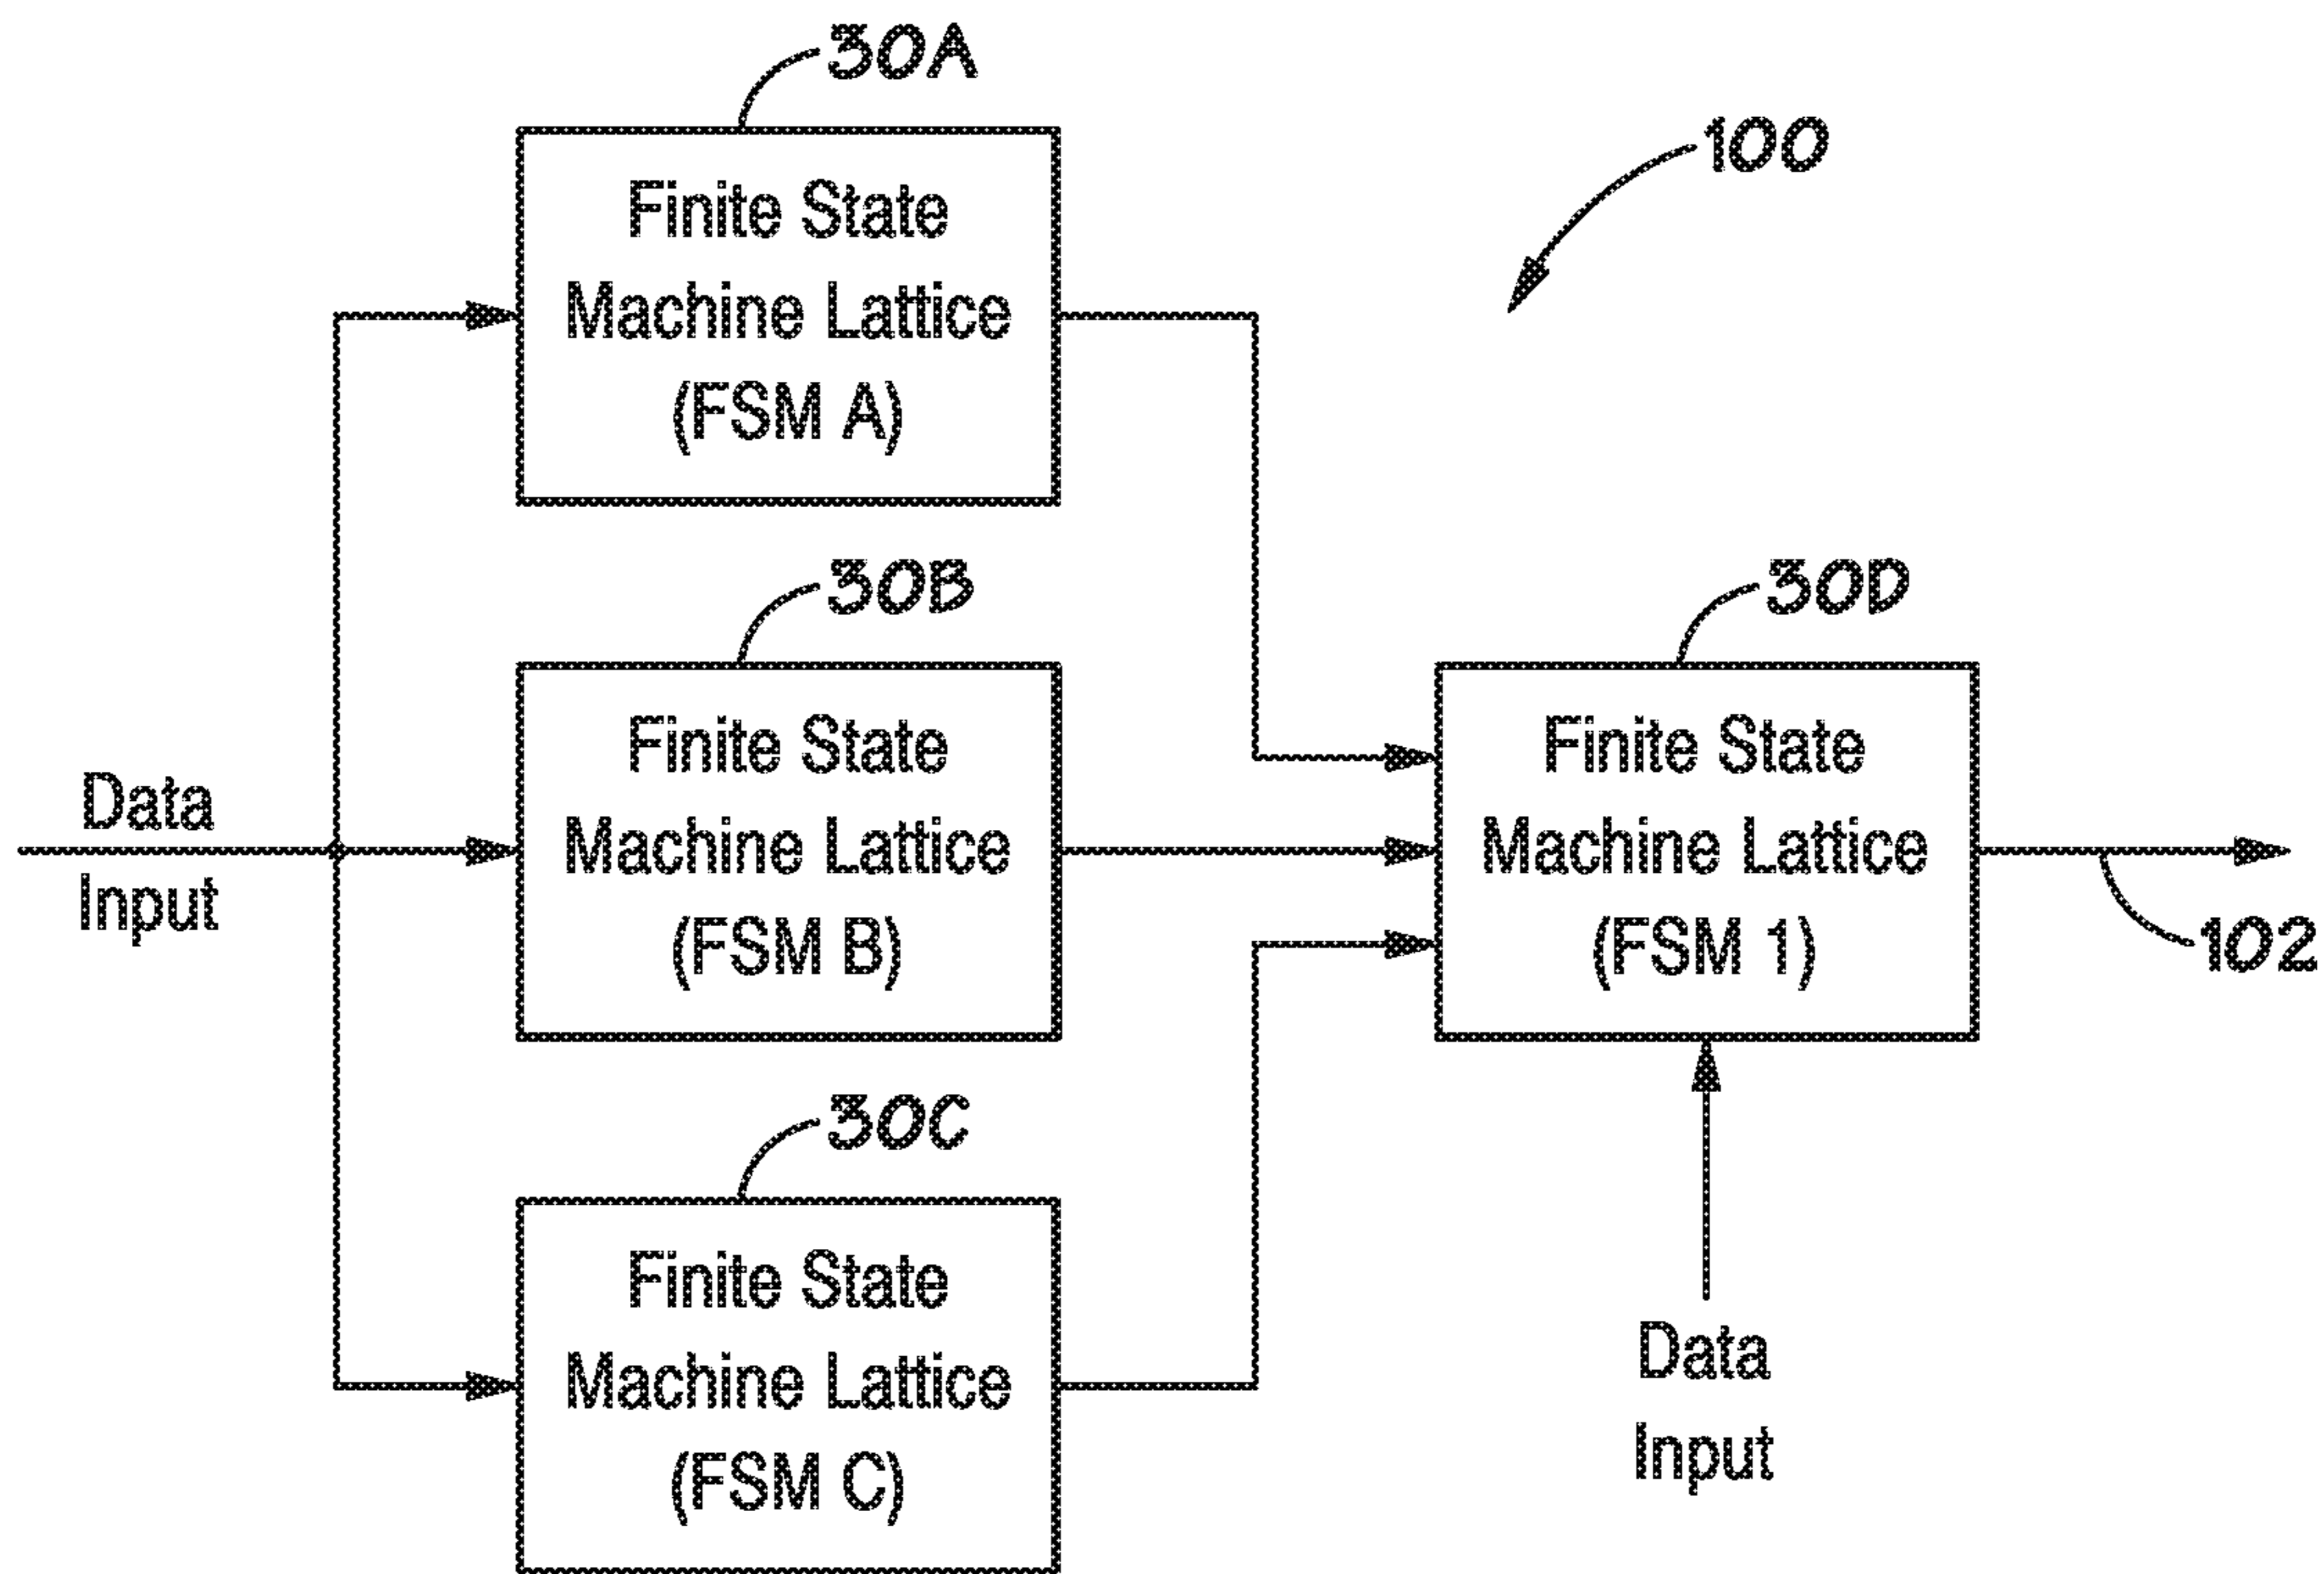 30A
100
Finite State
Machine Lattice
(FSM A)
30B
30D
Finite State
Machine Lattice
(FSM B)
Finite State
Machine Lattice
(FSM 1)
Data
Input
102
30C
Finite State
Machine Lattice
(FSM C)
Data
Input